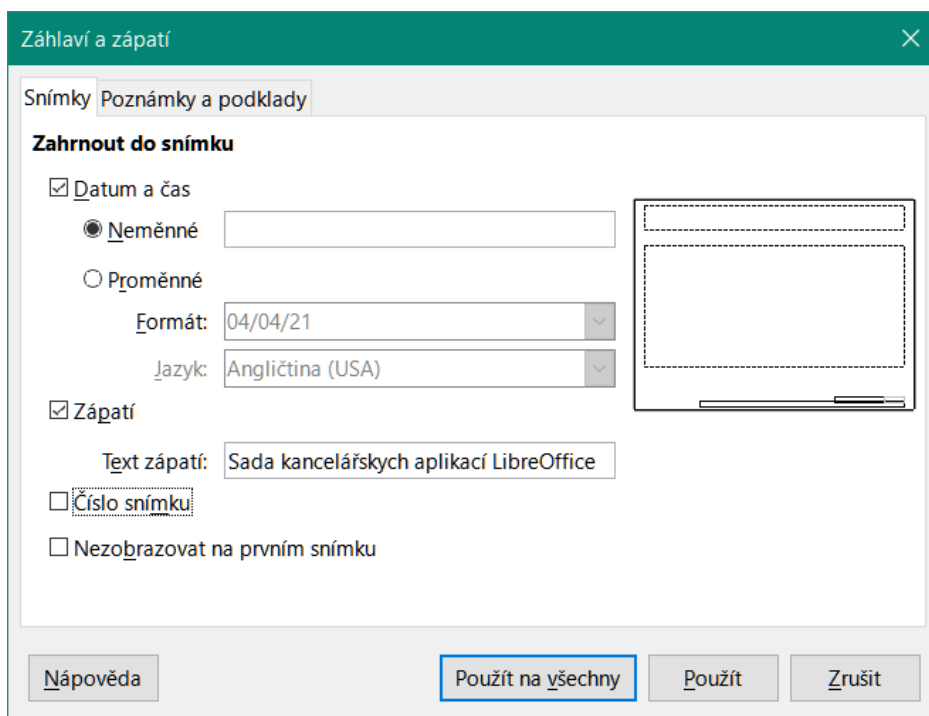 Záhlaví a zápatí
Snímky Poznámky a podklady
Zahrnout do snímku
Datum a čas
Neměnné
Proměnné
Formát: 04/04/21
Jazyk: Angličtina (USA)
Zápatí
Text zápatí: Sada kancelářskych aplikací LibreOffice
Číslo snímku
Nezobrazovat na prvním snímku
Nápověda Použít na všechny Použít Zrušit